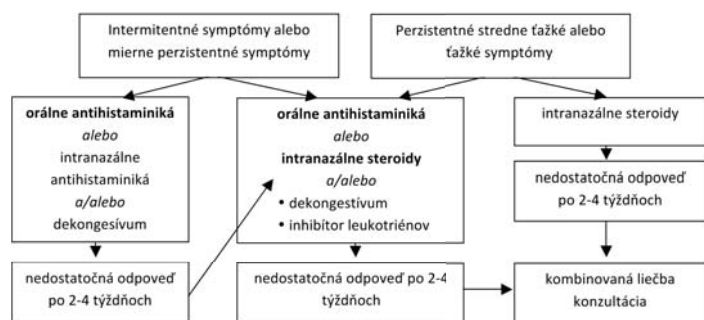 Intermitentné symptómy alebo
mierne perzistentné symptómy
Perzistentné stredne ťažké alebo
ťažké symptómy
orálne antihistaminiká
alebo
intranazálne
antihistaminiká
a/alebo
dekongesívum
orálne antihistaminiká
alebo
intranazálne steroidy
a/alebo
• dekongestívum
• inhibítor leukotriénov
intranazálne steroidy
nedostatočná odpoveď
po 2-4 týždňoch
nedostatočná odpoveď
po 2-4 týždňoch
nedostatočná odpoveď po 2-4
týždňoch
kombinovaná liečba
konzultácia